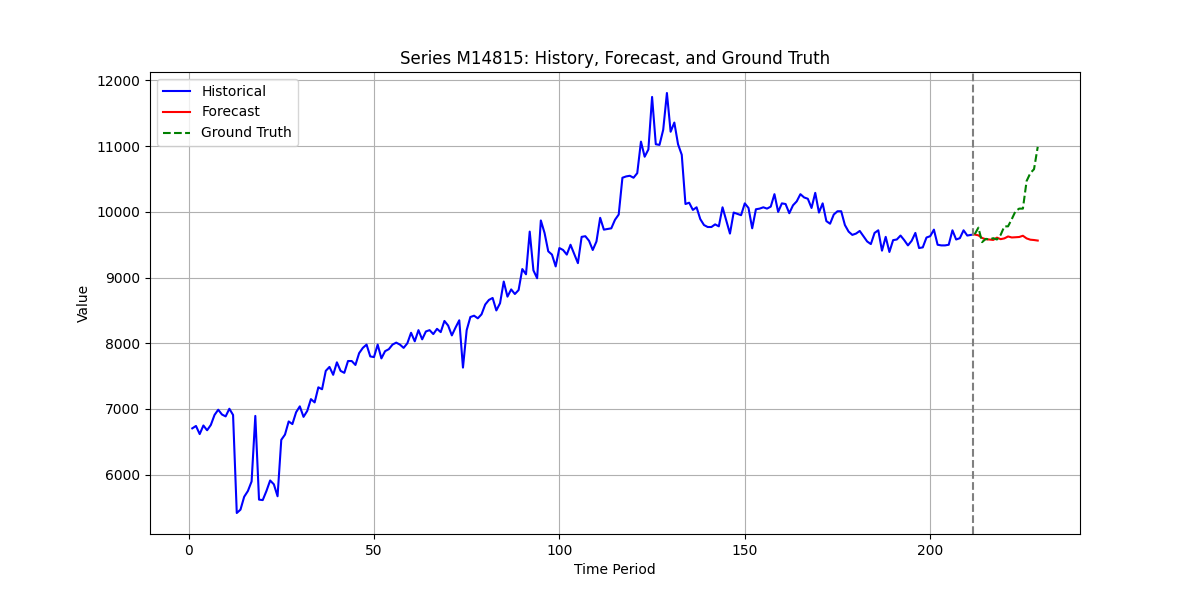 Series M14815: History, Forecast, and Ground Truth
Historical
Forecast
Ground Truth
12000
11000
10000
9000
8000
7000
6000
Value
0 50 100 150 200
Time Period